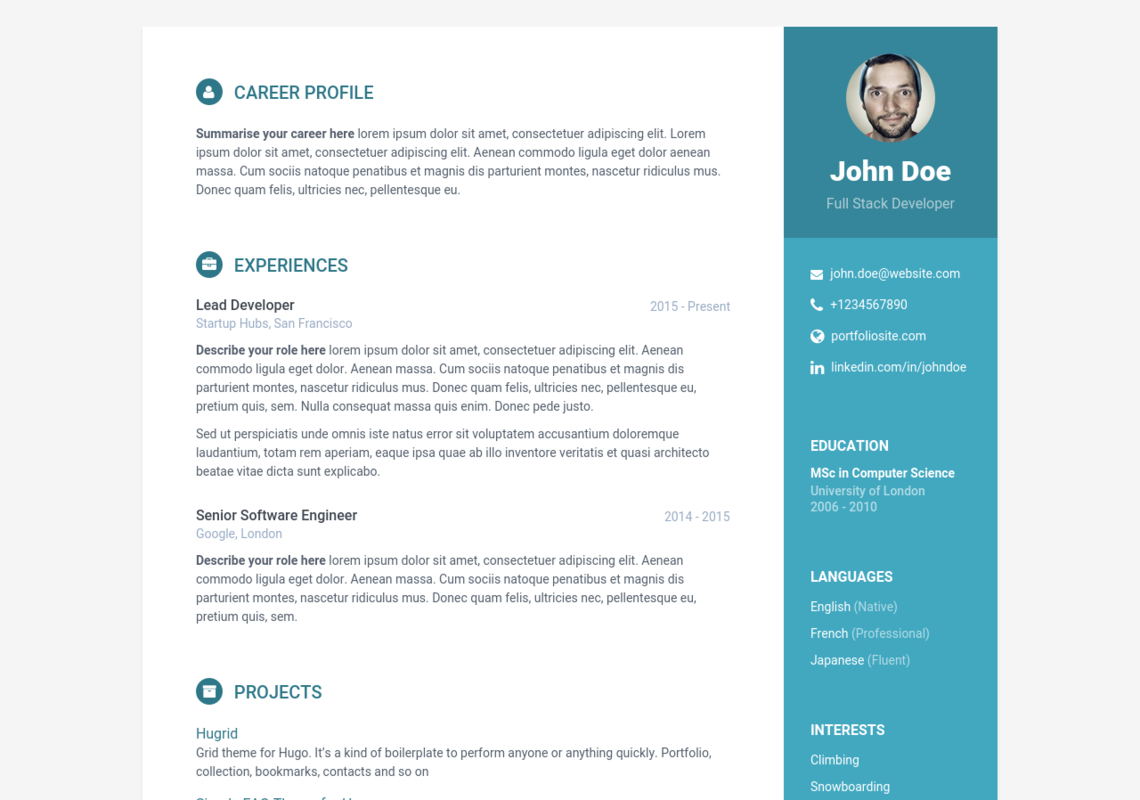 CAREER PROFILE
Summarise your career here lorem ipsum dolor sit amet, consectetuer adipiscing elit. Lorem
ipsum dolor sit amet, consectetuer adipiscing elit. Aenean commodo ligula eget dolor aenean
massa. Cum sociis natoque penatibus et magnis dis parturient montes, nascetur ridiculus mus.
Donec quam felis, ultricies nec, pellentesque eu.
EXPERIENCES
Lead Developer
2015 - Present
Startup Hubs, San Francisco
Describe your role here lorem ipsum dolor sit amet, consectetuer adipiscing elit. Aenean
commodo ligula eget dolor. Aenean massa. Cum sociis natoque penatibus et magnis dis
parturient montes, nascetur ridiculus mus. Donec quam felis, ultricies nec, pellentesque eu,
pretium quis, sem. Nulla consequat massa quis enim. Donec pede justo.
Sed ut perspiciatis unde omnis iste natus error sit voluptatem accusantium doloremque
laudantium, totam rem aperiam, eaque ipsa quae ab illo inventore veritatis et quasi architecto
beatae vitae dicta sunt explicabo.
Senior Software Engineer
2014 - 2015
Google, London
Describe your role here lorem ipsum dolor sit amet, consectetuer adipiscing elit. Aenean
commodo ligula eget dolor. Aenean massa. Cum sociis natoque penatibus et magnis dis
parturient montes, nascetur ridiculus mus. Donec quam felis, ultricies nec, pellentesque eu,
pretium quis, sem.
PROJECTS
Hugrid
Grid theme for Hugo. It's a kind of boilerplate to perform anyone or anything quickly. Portfolio,
collection, bookmarks, contacts and so on
John Doe
Full Stack Developer
john.doe@website.com
+1234567890
portfoliosite.com
linkedin.com/in/johndoe
EDUCATION
MSc in Computer Science
University of London
2006 - 2010
LANGUAGES
English (Native)
French (Professional)
Japanese (Fluent)
INTERESTS
Climbing
Snowboarding